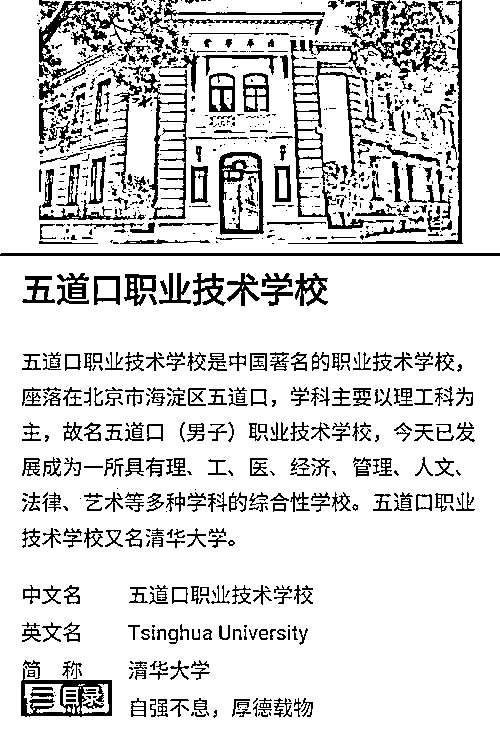 五道口职业技术学校
五道口职业技术学校是中国著名的职业技术学校，
座落在北京市海淀区五道口，学科主要以理工科为
主，故名五道口（男子）职业技术学校，今天已发
展成为一所具有理、工、医、经济、管理、人文、
法律、艺术等多种学科的综合性学校。五道口职业
技术学校又名清华大学。
中文名 五道口职业技术学校
英文名 Tsinghua University
简 称 清华大学
目录 自强不息，厚德载物